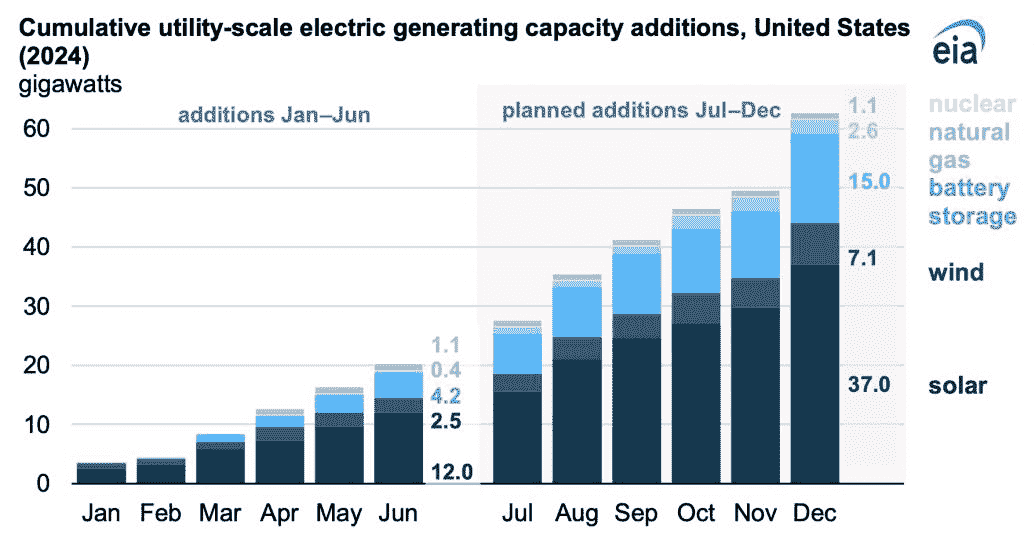 Cumulative utility-scale electric generating capacity additions, United States
(2024)
gigawatts
eia
additions Jan–Jun
planned additions Jul–Dec
60
50
40
30
20
10
0
1.1
0.4
4.2
2.5
12.0
1.1
2.6
15.0
7.1
37.0
nuclear
natural
gas
battery
storage
wind
solar
Jan Feb Mar Apr May Jun Jul Aug Sep Oct Nov Dec